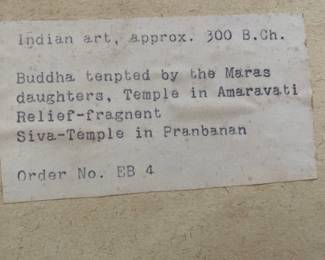 Indian art, approx. 300 B.Ch.
Buddha tenpted by the Maras
daughters, Temple in Amaravati
Relief-fragnent
Siva-Temple in Pranbanan
Order No. EB 4